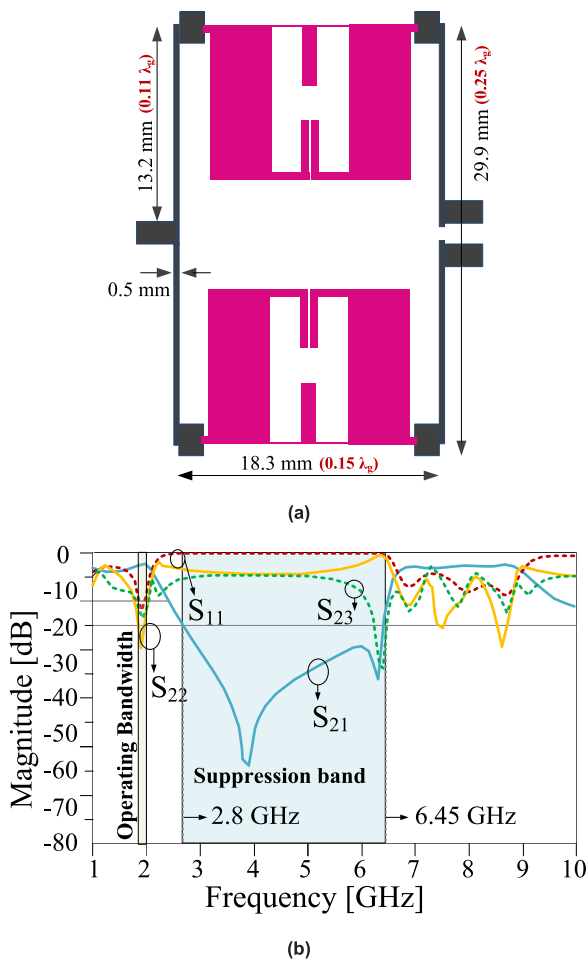 13.2 mm (0.11 λg)
29.9 mm (0.25 λg)
0.5 mm
18.3 mm (0.15 λg)
(a)
Magnitude [dB]
0
-10
-20
-30
-40
-50
-60
-70
-80
Operating Bandwidth
S11
S23
S22
S21
Suppression band
2.8 GHz
6.45 GHz
1 2 3 4 5 6 7 8 9 10
Frequency [GHz]
(b)